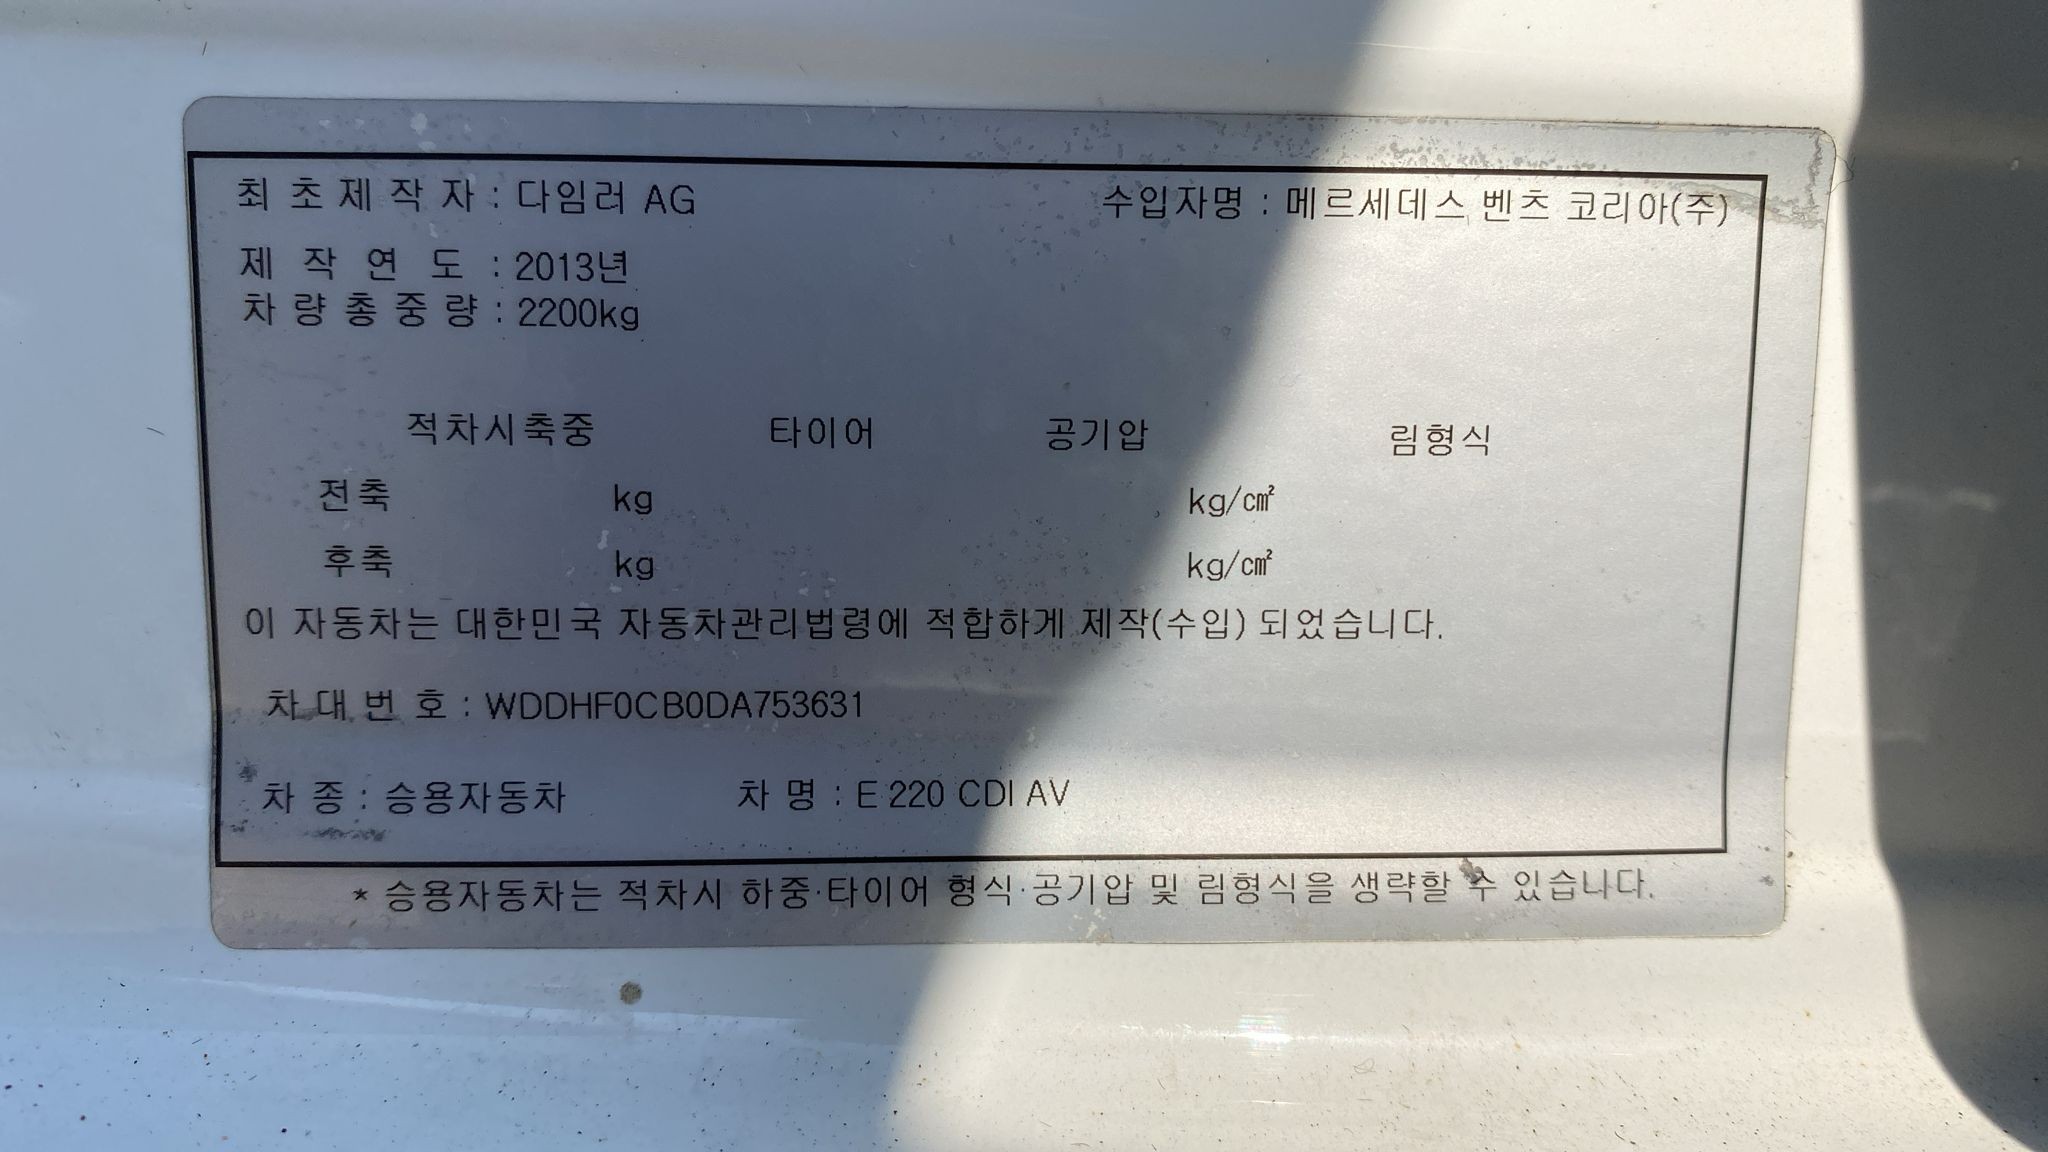 최초제작자 : 다임러 AG 수입자명 : 메르세데스 벤츠 코리아(주)
제작연도 : 2013년
차량총중량 : 2200kg
적차시축중 타이어 공기압 림형식
전축 kg kg/㎠
후축 kg kg/㎠
이 자동차는 대한민국 자동차관리법령에 적합하게 제작(수입) 되었습니다.
차대번호 : WDDHF0CB0DA753631
차종 : 승용자동차 차명 : E 220 CDI AV
* 승용자동차는 적차시 하중·타이어 형식·공기압 및 림형식을 생략할 수 있습니다.